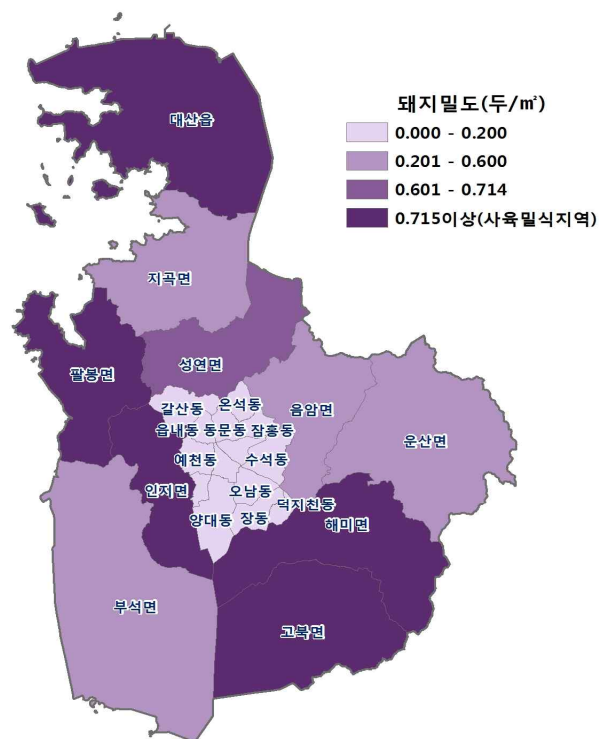 돼지밀도(두/㎡)
0.000 - 0.200
0.201 - 0.600
0.601 - 0.714
0.715이상(사육밀식지역)
대산읍
지곡면
성연면
팔봉면
갈산동 온석동
음암면
읍내동 동문동 잠홍동
운산면
예천동 수석동
인지면 오남동
덕지천동
양대동 장동
해미면
부석면
고북면